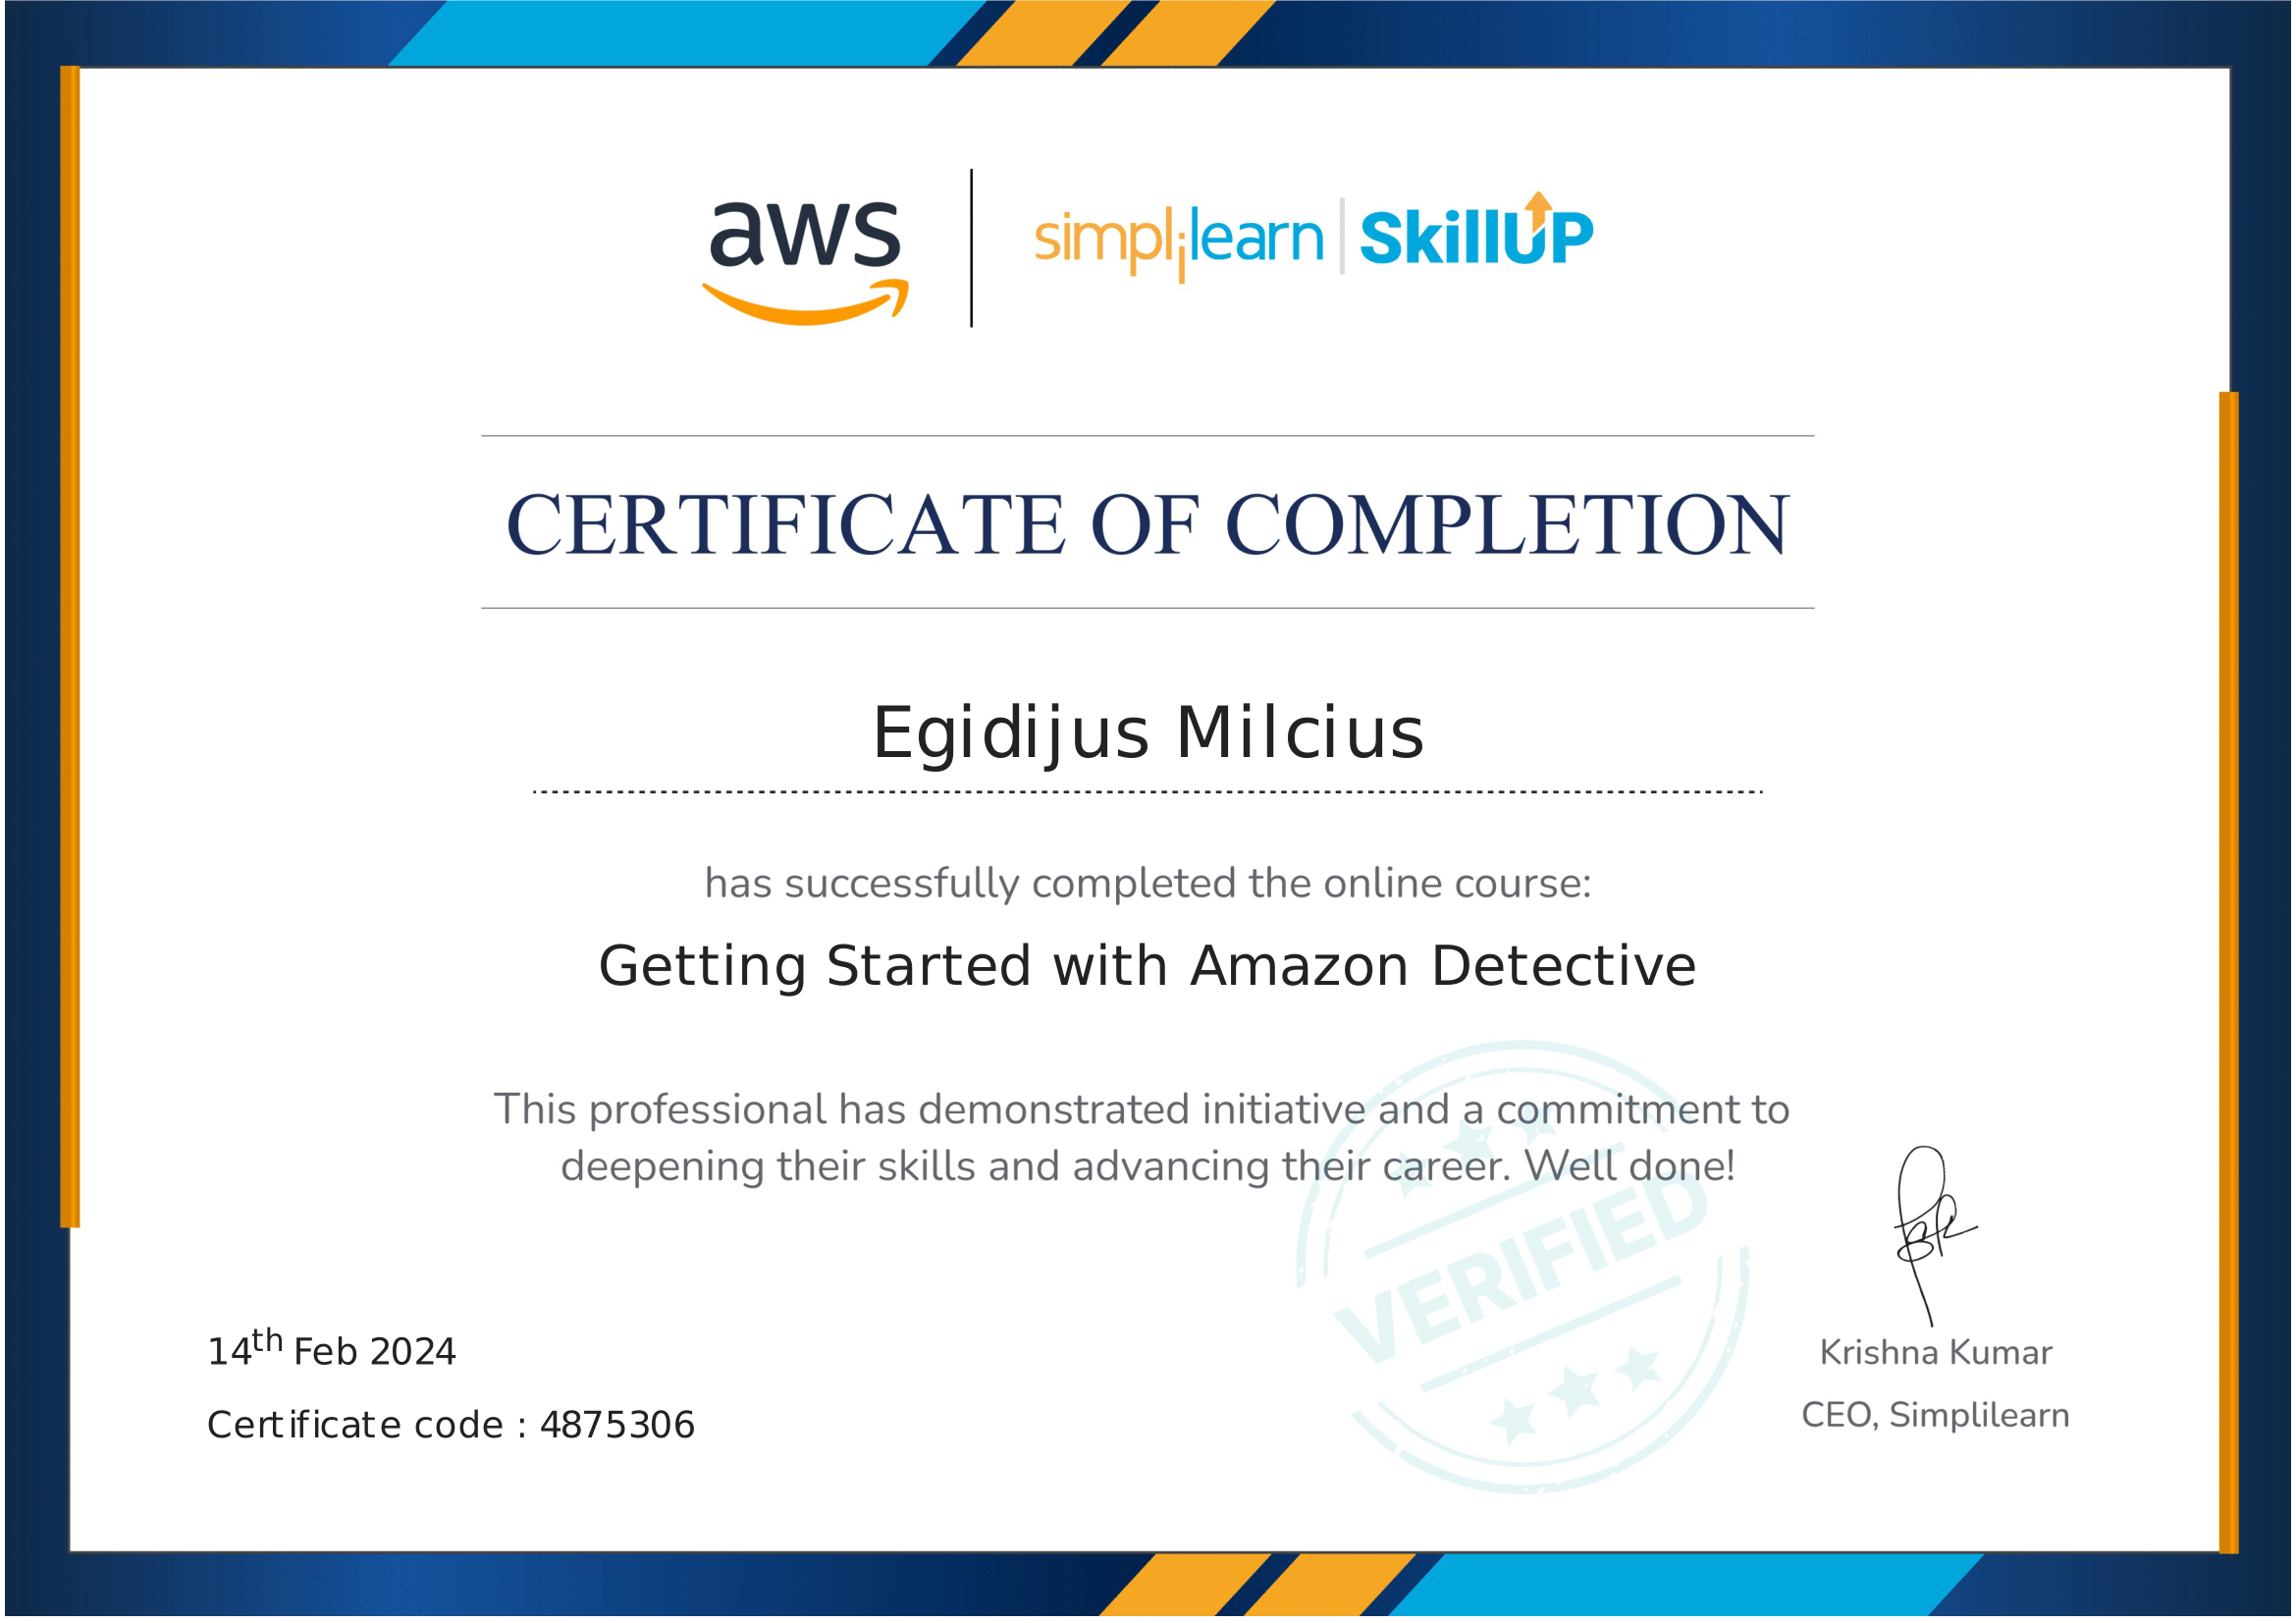 aws
simplilearn | SkillUP
CERTIFICATE OF COMPLETION
Egidijus Milcius
has successfully completed the online course:
Getting Started with Amazon Detective
This professional has demonstrated initiative and a commitment to
deepening their skills and advancing their career. Well done!
VERIFIED
14th Feb 2024
Certificate code : 4875306
Krishna Kumar
CEO, Simplilearn